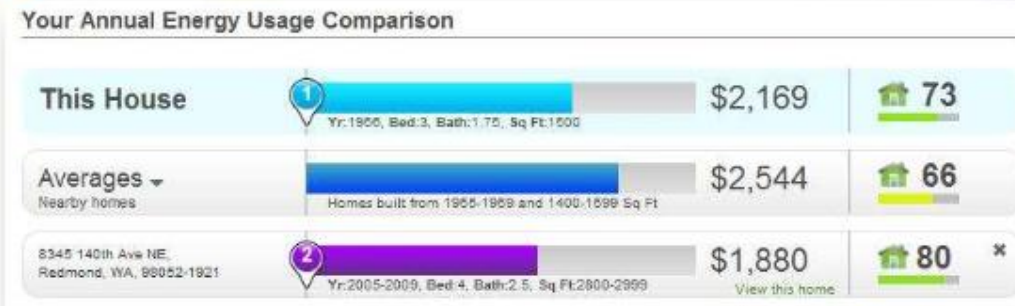 Your Annual Energy Usage Comparison
This House
1
$2,169
73
Yr:1966, Bed:3, Bath:1.75, Sq Ft:1600
Averages
$2,544
66
Nearby homes
Homes built from 1965-1969 and 1400-1699 Sq Ft
8345 140th Ave NE,
Redmond, WA, 98052-1921
2
$1,880
80
Yr:2005-2009, Bed:4, Bath:2.5, Sq Ft:2800-2999
View this home